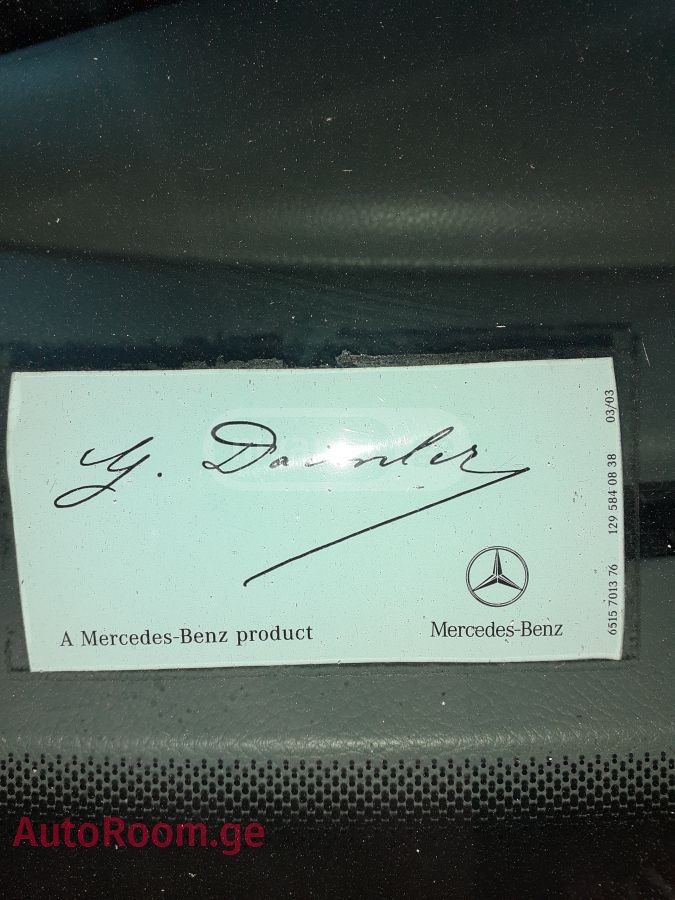 G. Daimler
A Mercedes-Benz product
Mercedes-Benz
6515 7013 76 129 584 08 38 03/03
AutoRoom.ge